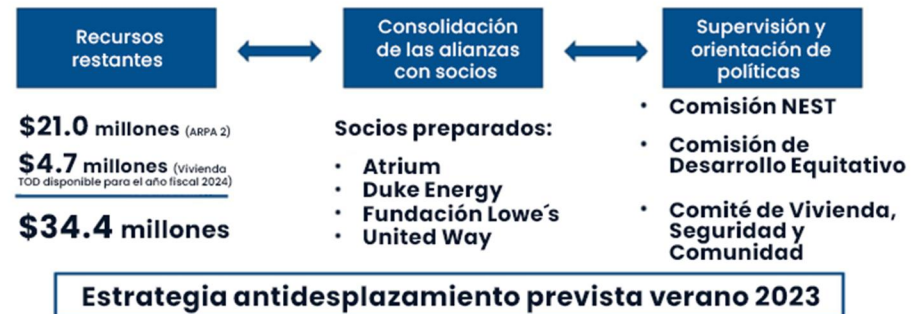 Recursos
restantes
Consolidación
de las alianzas
con socios
Supervisión y
orientación de
políticas
$21.0 millones (ARPA 2)
$4.7 millones (Vivienda
TOD disponible para el año fiscal 2024)
$34.4 millones
Socios preparados:
• Atrium
• Duke Energy
• Fundación Lowe´s
• United Way
• Comisión NEST
• Comisión de
Desarrollo Equitativo
• Comité de Vivienda,
Seguridad y
Comunidad
Estrategia antidesplazamiento prevista verano 2023